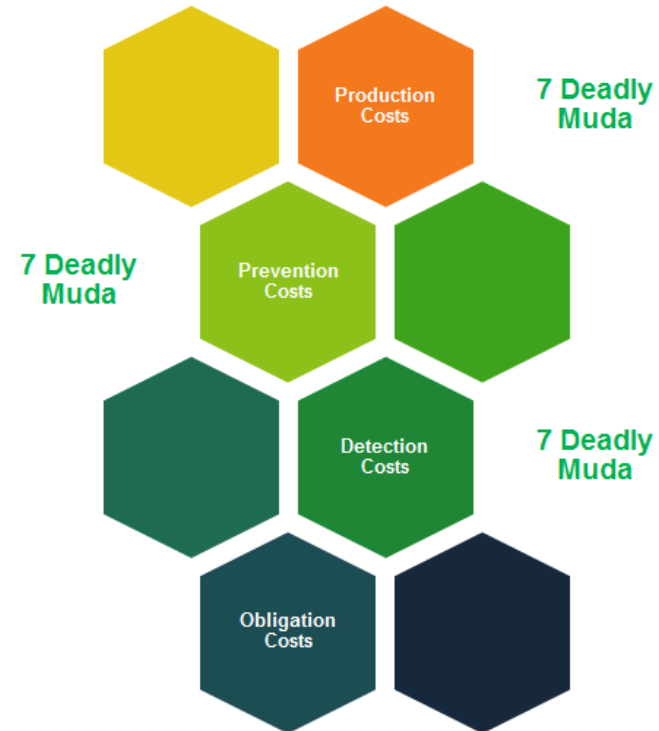 Production
Costs
7 Deadly
Muda
7 Deadly
Muda
Prevention
Costs
Detection
Costs
7 Deadly
Muda
Obligation
Costs